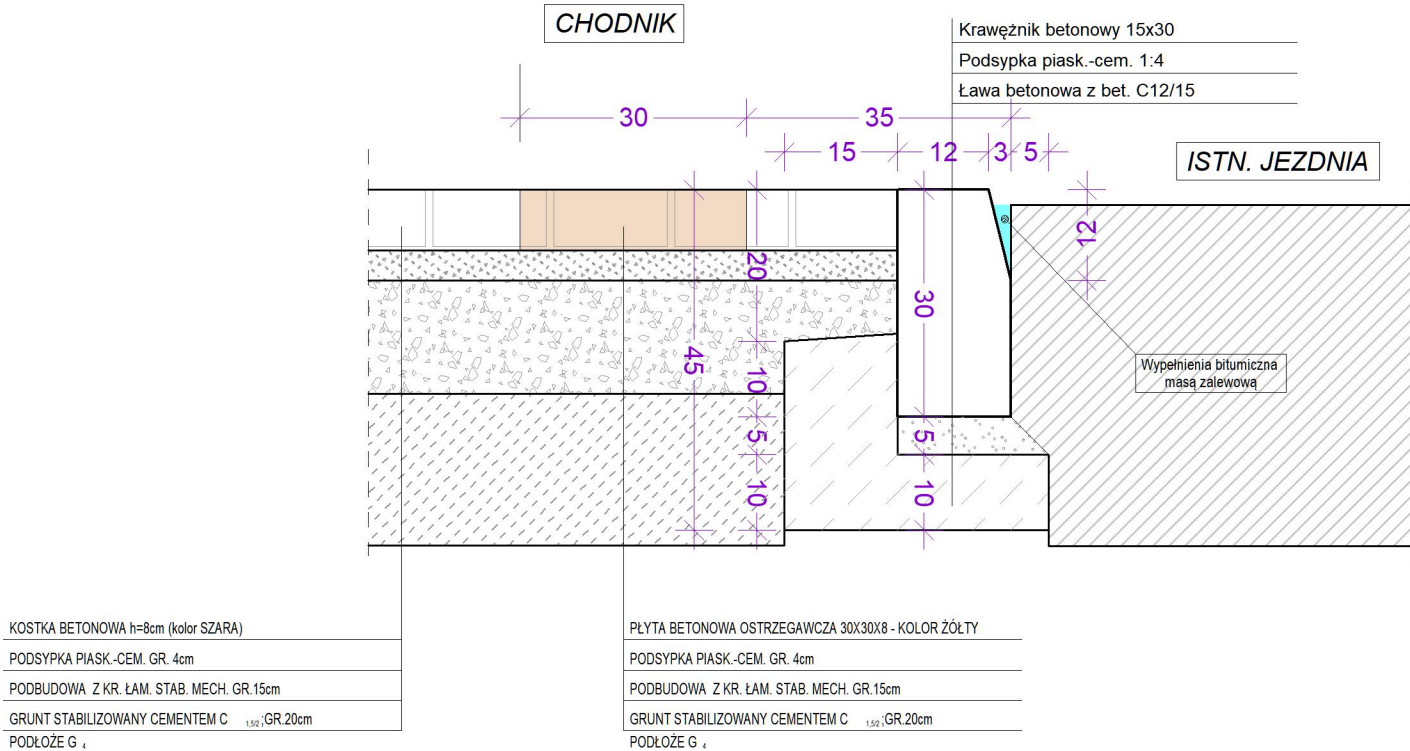 CHODNIK
Krawężnik betonowy 15x30
Podsypka piask.-cem. 1:4
Ława betonowa z bet. C12/15
30
35
15
12
3
5
ISTN. JEZDNIA
12
20
30
45
10
5
5
10
10
Wypełnienia bitumiczna
masą zalewową
KOSTKA BETONOWA h=8cm (kolor SZARA)
PODSYPKA PIASK.-CEM. GR. 4cm
PODBUDOWA Z KR. ŁAM. STAB. MECH. GR.15cm
GRUNT STABILIZOWANY CEMENTEM C 1,5/2 ;GR.20cm
PODŁOŻE G 4
PŁYTA BETONOWA OSTRZEGAWCZA 30X30X8 - KOLOR ŻÓŁTY
PODSYPKA PIASK.-CEM. GR. 4cm
PODBUDOWA Z KR. ŁAM. STAB. MECH. GR.15cm
GRUNT STABILIZOWANY CEMENTEM C 1,5/2 ;GR.20cm
PODŁOŻE G 4